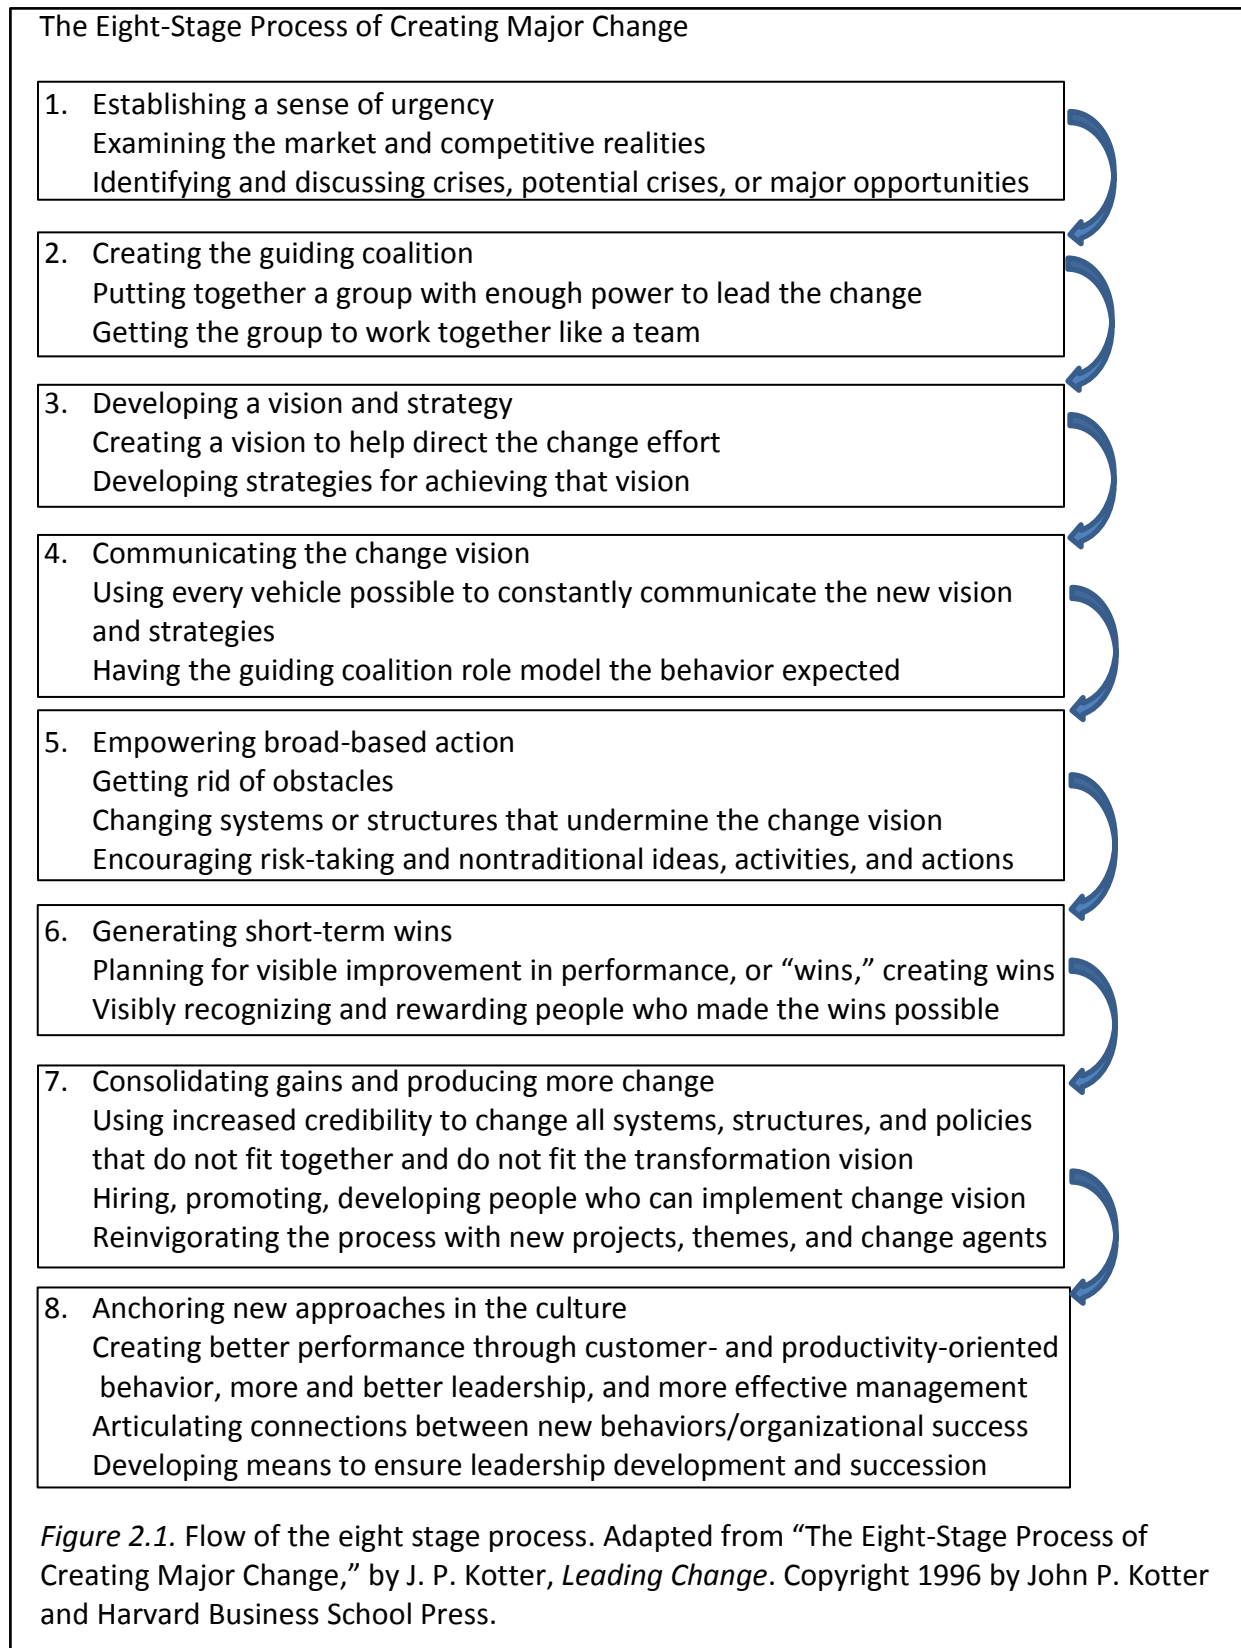 The Eight-Stage Process of Creating Major Change
1. Establishing a sense of urgency
Examining the market and competitive realities
Identifying and discussing crises, potential crises, or major opportunities
2. Creating the guiding coalition
Putting together a group with enough power to lead the change
Getting the group to work together like a team
3. Developing a vision and strategy
Creating a vision to help direct the change effort
Developing strategies for achieving that vision
4. Communicating the change vision
Using every vehicle possible to constantly communicate the new vision
and strategies
Having the guiding coalition role model the behavior expected
5. Empowering broad-based action
Getting rid of obstacles
Changing systems or structures that undermine the change vision
Encouraging risk-taking and nontraditional ideas, activities, and actions
6. Generating short-term wins
Planning for visible improvement in performance, or “wins,” creating wins
Visibly recognizing and rewarding people who made the wins possible
7. Consolidating gains and producing more change
Using increased credibility to change all systems, structures, and policies
that do not fit together and do not fit the transformation vision
Hiring, promoting, developing people who can implement change vision
Reinvigorating the process with new projects, themes, and change agents
8. Anchoring new approaches in the culture
Creating better performance through customer- and productivity-oriented
behavior, more and better leadership, and more effective management
Articulating connections between new behaviors/organizational success
Developing means to ensure leadership development and succession
Figure 2.1. Flow of the eight stage process. Adapted from “The Eight-Stage Process of
Creating Major Change,” by J. P. Kotter, Leading Change. Copyright 1996 by John P. Kotter
and Harvard Business School Press.